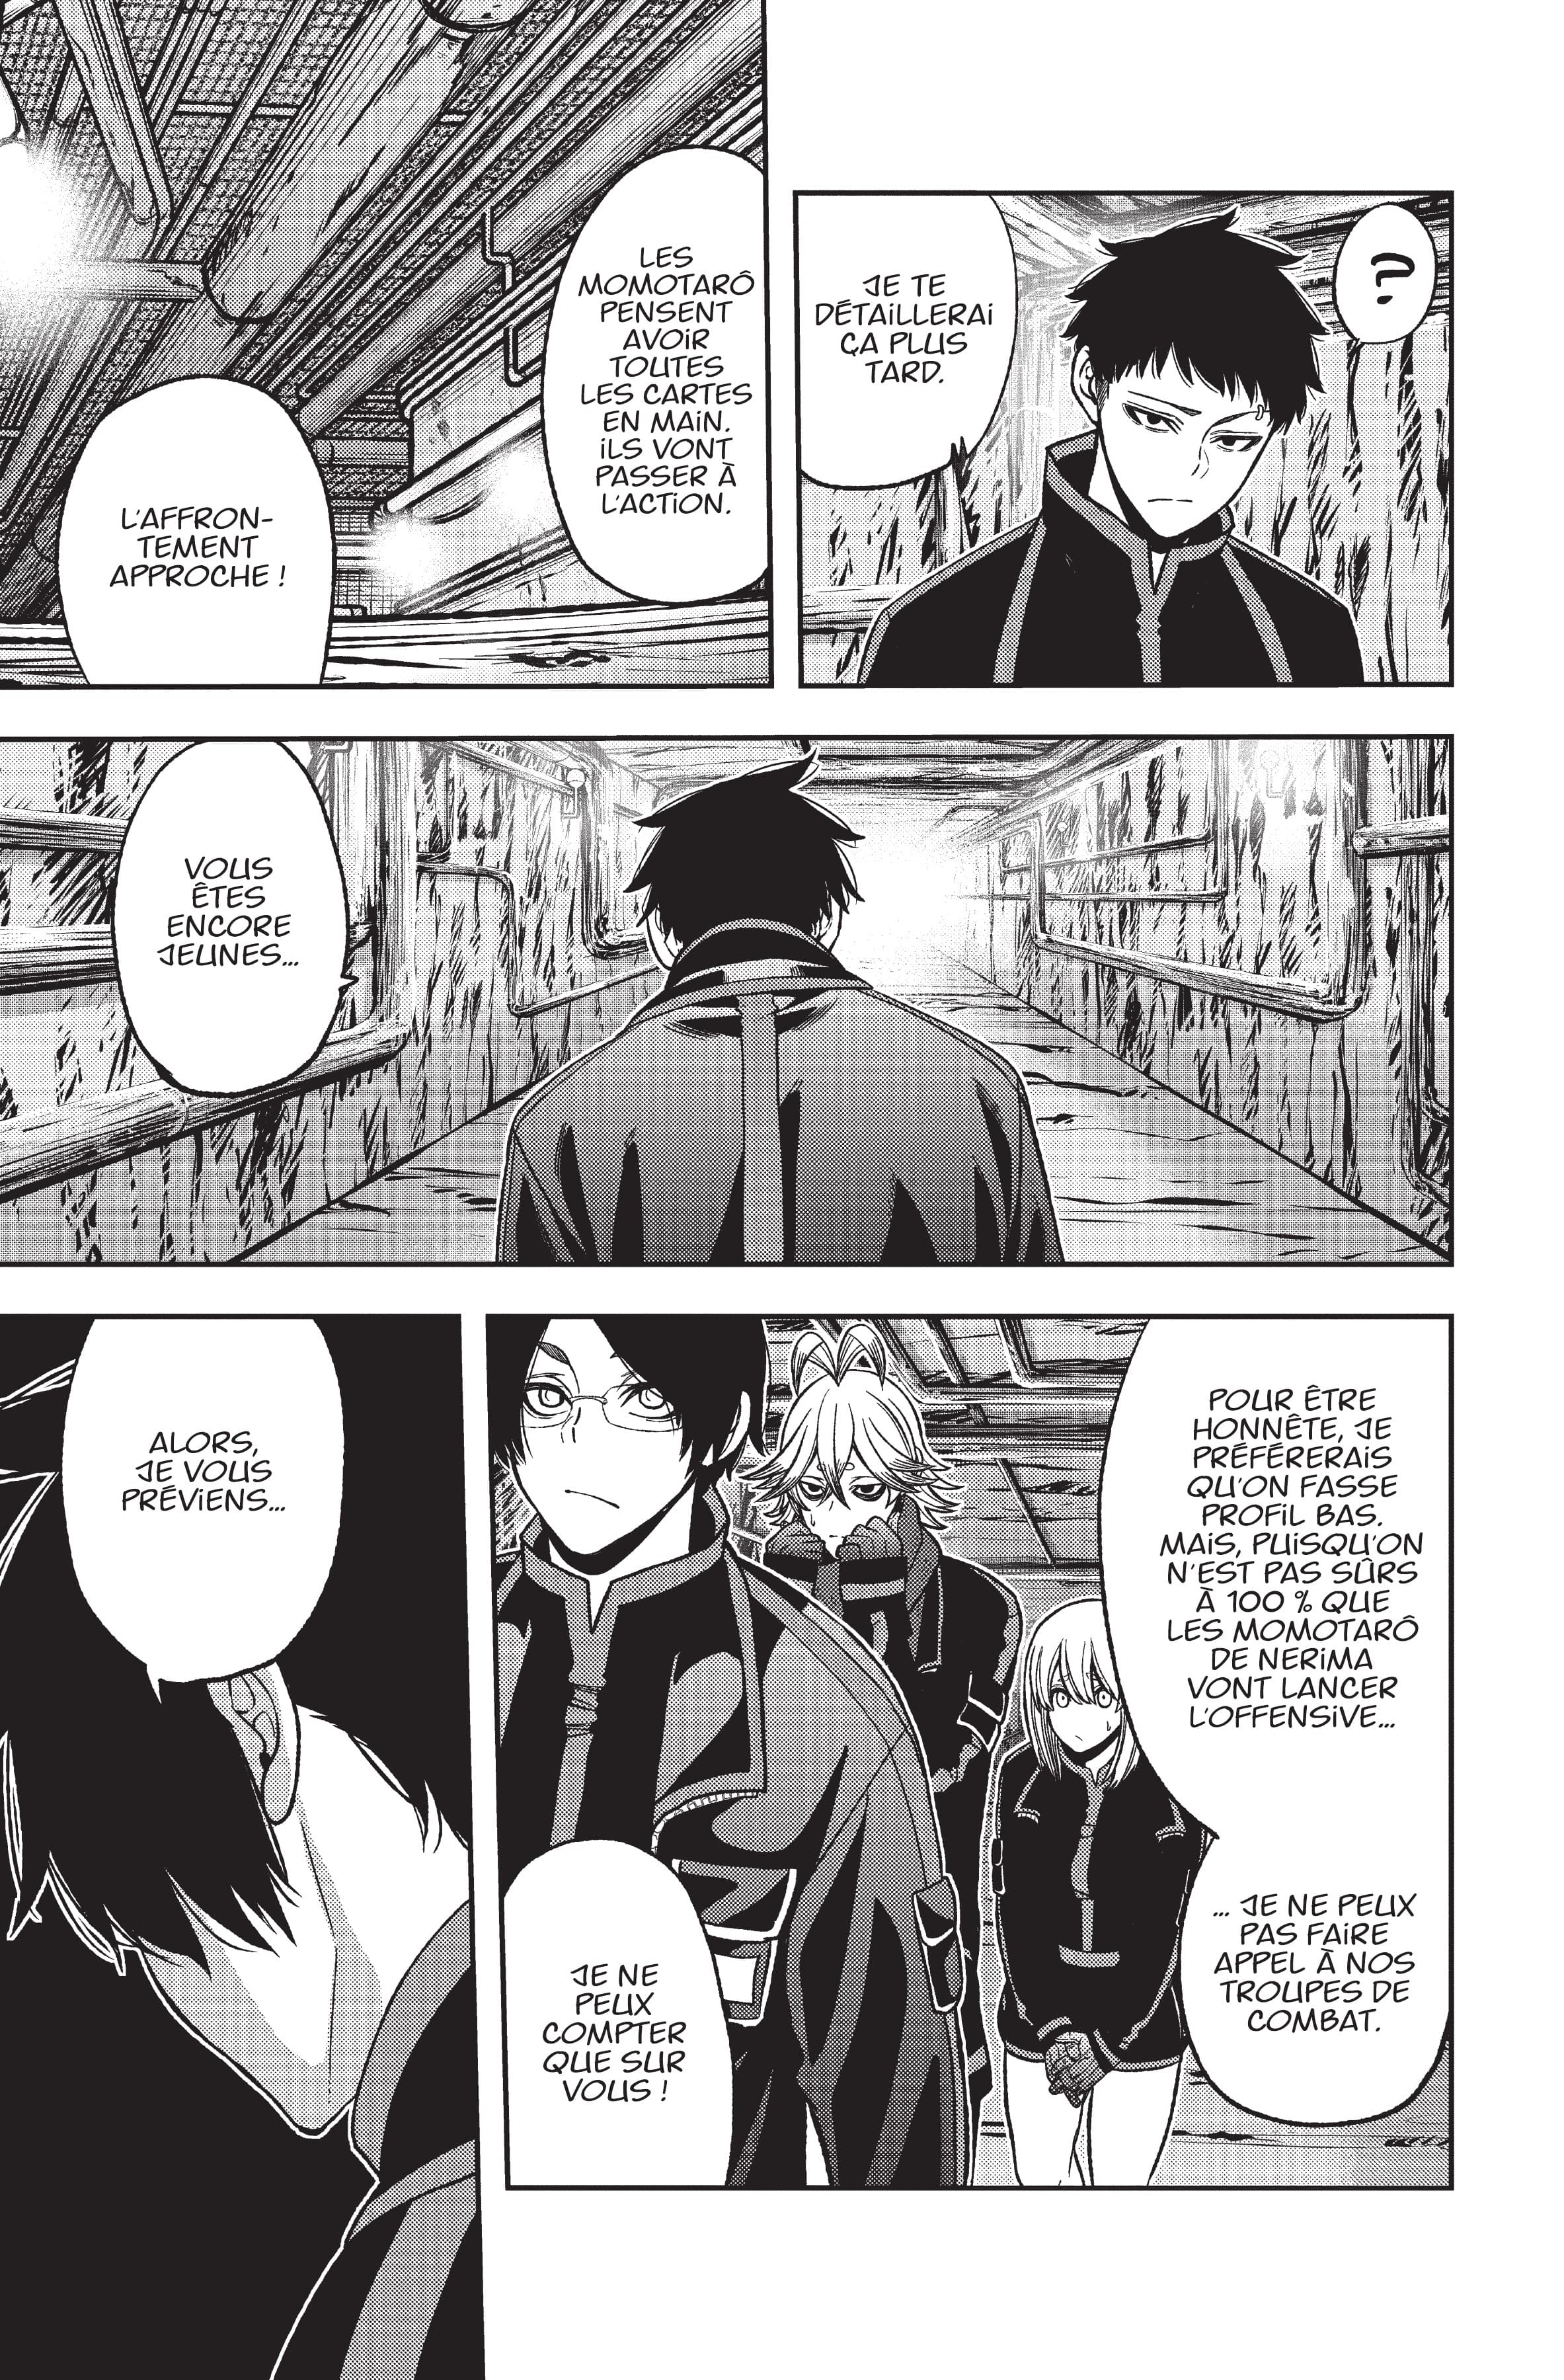 ?
JE TE
DÉTAILLERAI
ÇA PLUS
TARD.
LES
MOMOTARÔ
PENSENT
AVOIR
TOUTES
LES CARTES
EN MAIN.
ILS VONT
PASSER À
L'ACTION.
L'AFFRON-
TEMENT
APPROCHE !
VOUS
ÊTES
ENCORE
JEUNES...
POUR ÊTRE
HONNÊTE, JE
PRÉFÉRERAIS
QU'ON FASSE
PROFIL BAS.
MAIS, PUISQU'ON
N'EST PAS SÛRS
À 100 % QUE
LES MOMOTARÔ
DE NERIMA
VONT LANCER
L'OFFENSIVE...
... JE NE PEUX
PAS FAIRE
APPEL À NOS
TROUPES DE
COMBAT.
JE NE
PEUX
COMPTER
QUE SUR
VOUS !
ALORS,
JE VOUS
PRÉVIENS...